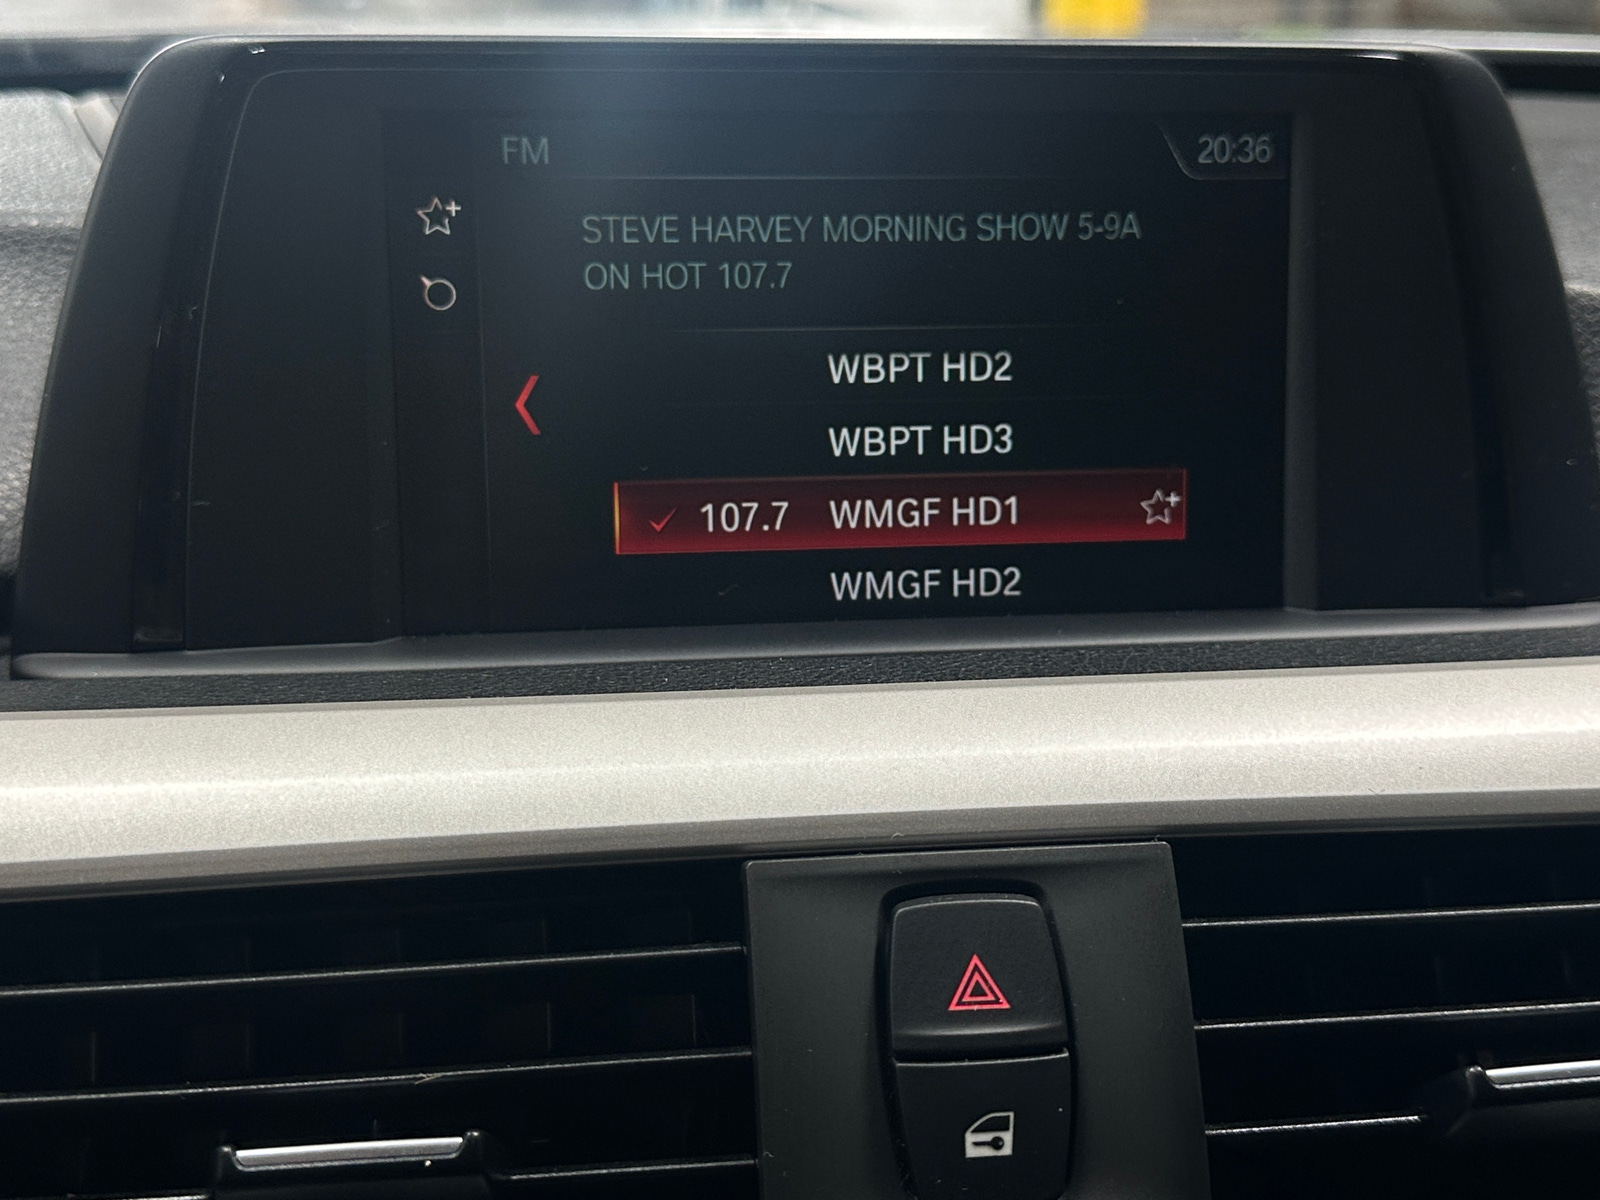 FM
20:36
STEVE HARVEY MORNING SHOW 5-9A
ON HOT 107.7
WBPT HD2
WBPT HD3
107.7 WMGF HD1
WMGF HD2